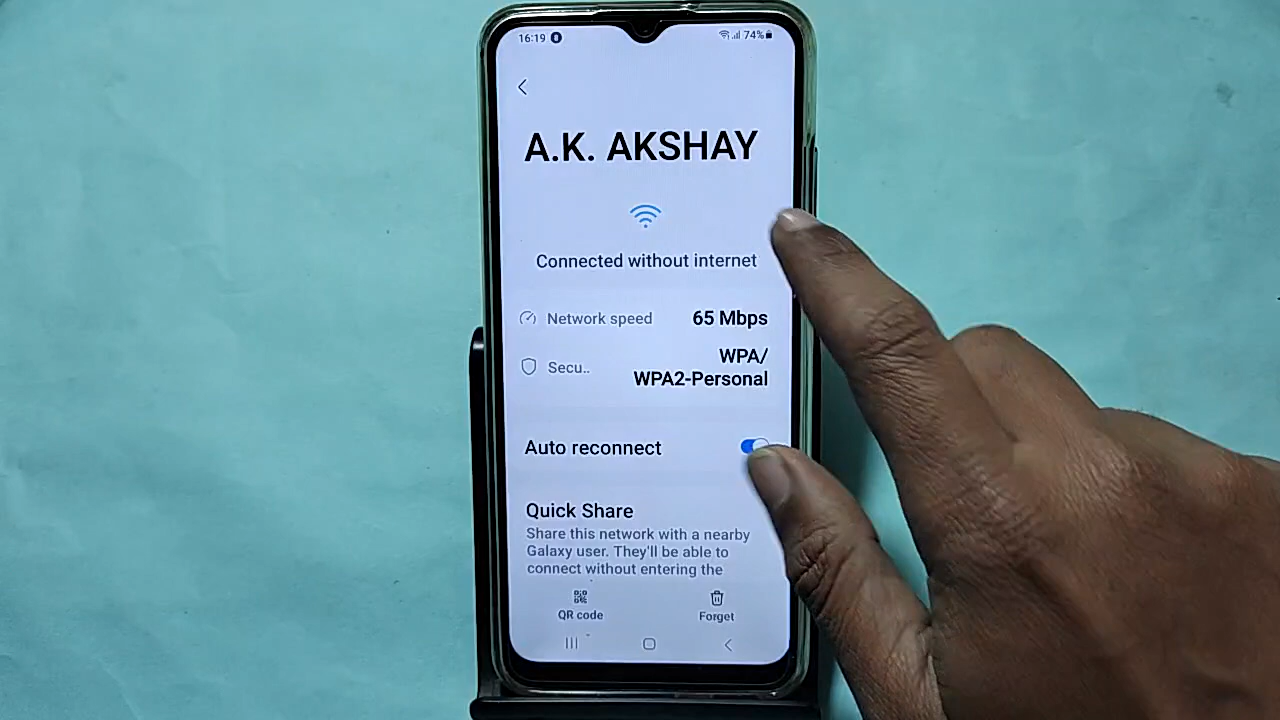 16:19
74%
A.K. AKSHAY
Connected without internet
Network speed 65 Mbps
Secu.. WPA/
WPA2-Personal
Auto reconnect
Quick Share
Share this network with a nearby
Galaxy user. They'll be able to
connect without entering the
QR code Forget